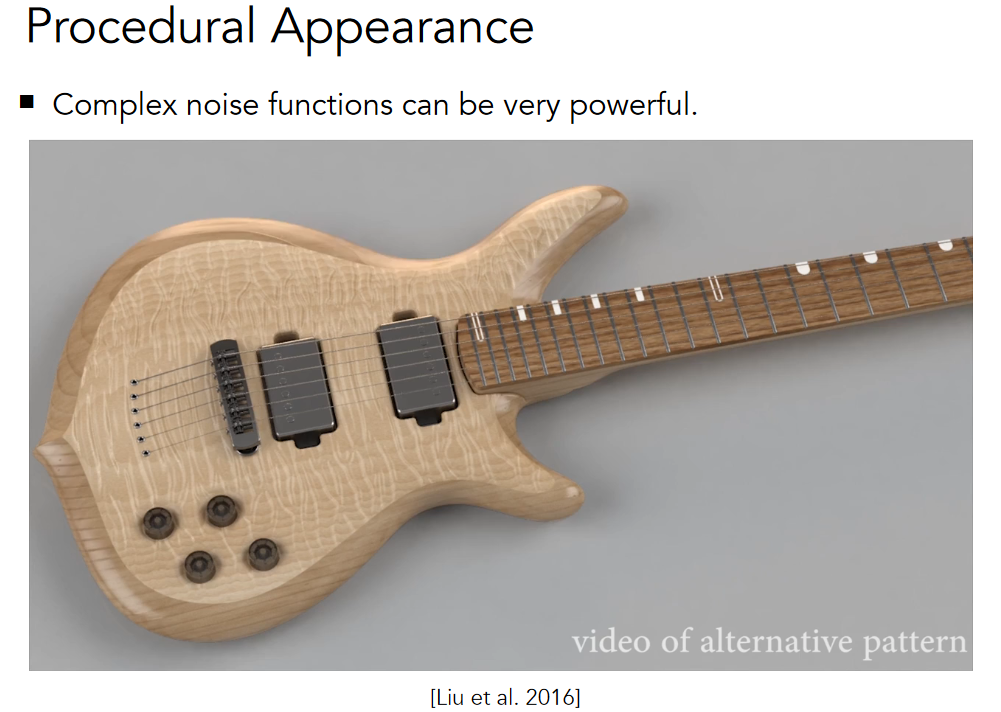 Procedural Appearance
Complex noise functions can be very powerful.
video of alternative pattern
[Liu et al. 2016]